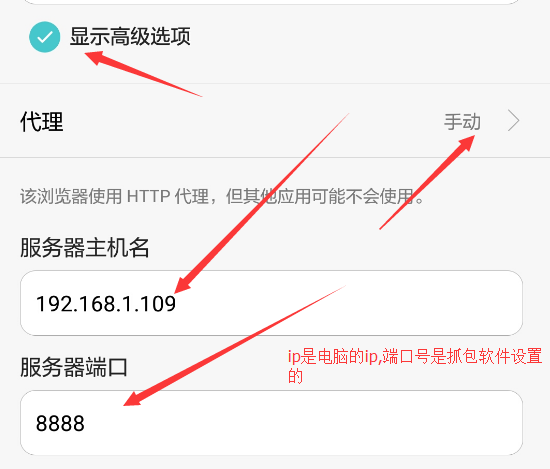 显示高级选项
代理 手动
该浏览器使用 HTTP 代理，但其他应用可能不会使用。
服务器主机名
192.168.1.109
ip是电脑的ip,端口号是抓包软件设置
的
服务器端口
8888